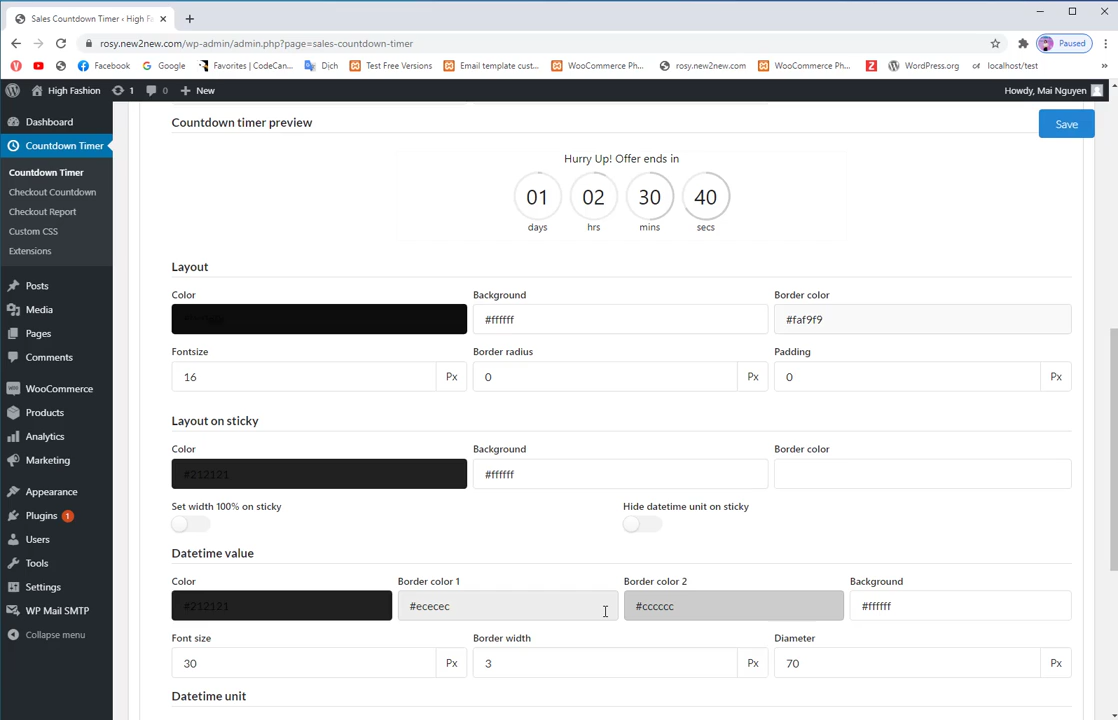 Sales Countdown Timer ‹ High Fa
rosy.new2new.com/wp-admin/admin.php?page=sales-countdown-timer
Paused
Facebook
Google
Favorites | CodeCan...
Dịch
Test Free Versions
Email template cust...
WooCommerce Ph...
rosy.new2new.com
WooCommerce Ph...
WordPress.org
localhost/test
»
High Fashion
1
0
New
Howdy, Mai Nguyen
Dashboard
Countdown Timer
Countdown Timer
Checkout Countdown
Checkout Report
Custom CSS
Extensions
Posts
Media
Pages
Comments
WooCommerce
Products
Analytics
Marketing
Appearance
Plugins 1
Users
Tools
Settings
WP Mail SMTP
Collapse menu
Countdown timer preview
Save
Hurry Up! Offer ends in
01 02 30 40
days hrs mins secs
Layout
Color Background Border color
#ffffff #faf9f9
Fontsize Border radius Padding
16 Px 0 Px 0 Px
Layout on sticky
Color Background Border color
#212121 #ffffff
Set width 100% on sticky Hide datetime unit on sticky
Datetime value
Color Border color 1 Border color 2 Background
#212121 #ececec #cccccc #ffffff
Font size Border width Diameter
30 Px 3 Px 70 Px
Datetime unit